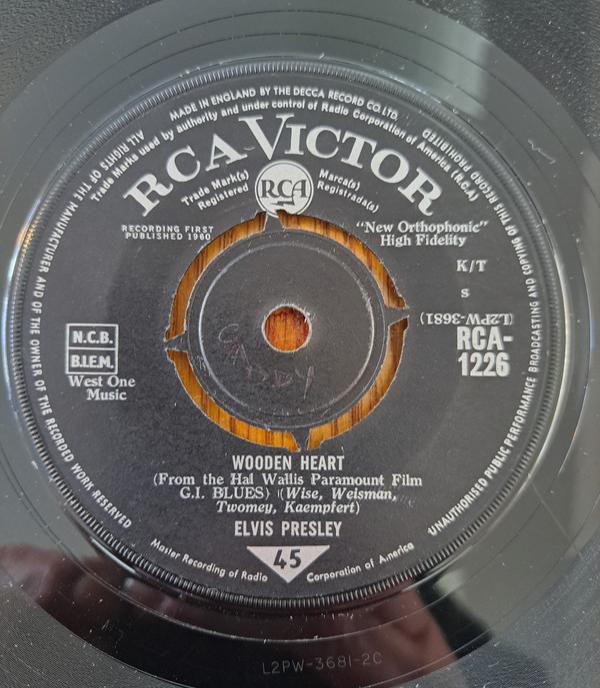 MADE IN ENGLAND BY THE DECCA RECORD CO. LTD.
ALL RIGHTS OF THE MANUFACTURER AND OF THE OWNER OF THE RECORDED WORK RESERVED
UNAUTHORISED PUBLIC PERFORMANCE BROADCASTING AND COPYING OF THIS RECORD PROHIBITED
Trade Marks used by authority and under control of Radio Corporation of America (RCA)
RCA VICTOR
Trade Mark(s)
Registered
RCA
Marca(s)
Registrada(s)
RECORDING FIRST
PUBLISHED 1960
"New Orthophonic"
High Fidelity
K/T
S
(L2PW-3681)
RCA-
1226
N.C.B.
B.I.E.M.
West One
Music
WOODEN HEART
(From the Hal Wallis Paramount Film
G.I. BLUES) (Wise, Weisman,
Twomey, Kaempfert)
ELVIS PRESLEY
45
Master Recording of Radio Corporation of America
L2PW-3681-2C